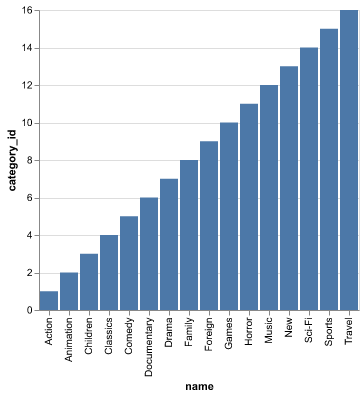 16
14
12
10
8
6
4
2
0
category_id
Action
Animation
Children
Classics
Comedy
Documentary
Drama
Family
Foreign
Games
Horror
Music
New
Sci-Fi
Sports
Travel
name